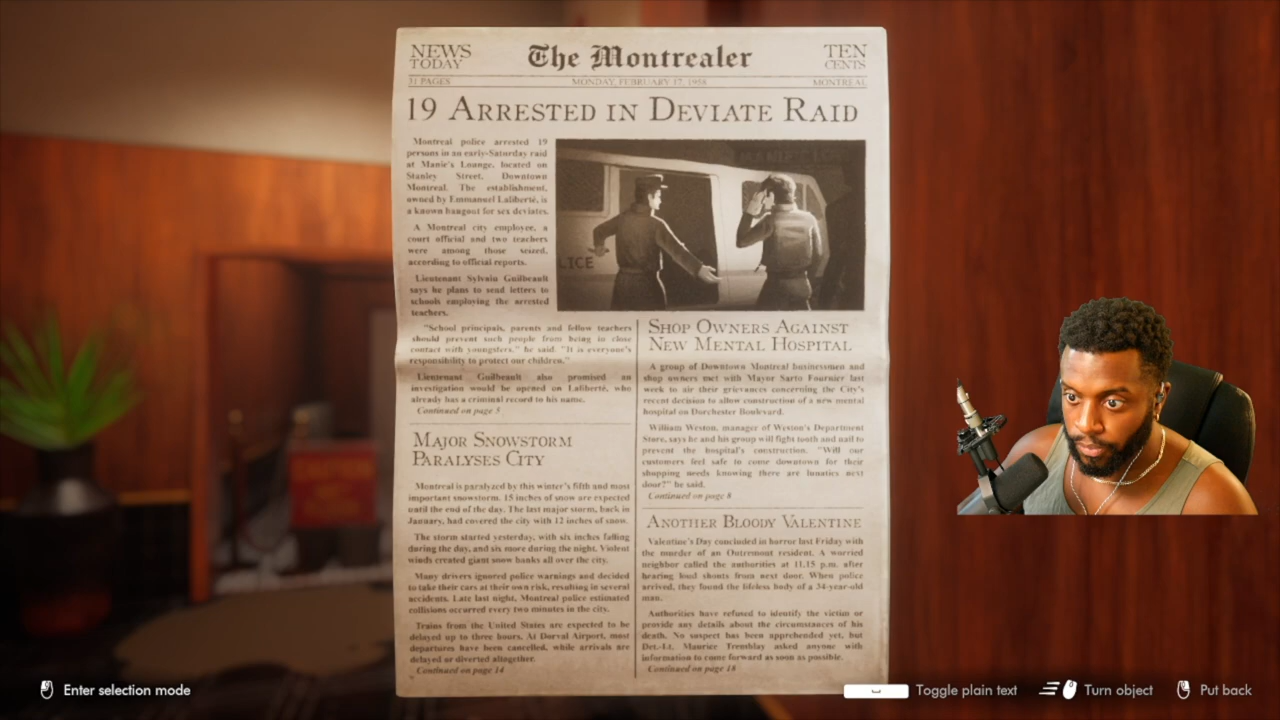 NEWS
TODAY
The Montrealer
TEN
CENTS
31 PAGES
MONDAY, FEBRUARY 17, 1958
MONTREAL
19 ARRESTED IN DEVIATE RAID
Montreal police arrested 19
persons in an early-Saturday raid
at Manie's Lounge, located on
Stanley Street, Downtown
Montreal. The establishment,
owned by Emmanuel Laliberté, is
a known hangout for sex deviates.
A Montreal city employee, a
court official and two teachers
were among those seized,
according to official reports.
Lieutenant Sylvain Guilbeault
says he plans to send letters to
schools employing the arrested
teachers.
LICE
"School principals, parents and fellow teachers
should prevent such people from being in close
contact with youngsters," he said. "It is everyone's
responsibility to protect our children."
Lieutenant Guilbeault also promised an
investigation would be opened on Laliberté, who
already has a criminal record to his name.
Continued on page 5
MAJOR SNOWSTORM
PARALYSES CITY
Montreal is paralyzed by this winter's fifth and most
important snowstorm. 15 inches of snow are expected
until the end of the day. The last major storm, back in
January, had covered the city with 12 inches of snow.
The storm started yesterday, with six inches falling
during the day, and six more during the night. Violent
winds created giant snow banks all over the city.
Many drivers ignored police warnings and decided
to take their cars at their own risk, resulting in several
accidents. Late last night, Montreal police estimated
collisions occurred every two minutes in the city.
Trains from the United States are expected to be
delayed up to three hours. At Dorval Airport, most
departures have been cancelled, while arrivals are
delayed or diverted altogether.
Continued on page 14
SHOP OWNERS AGAINST
NEW MENTAL HOSPITAL
A group of Downtown Montreal businessmen and
shop owners met with Mayor Sarto Fournier last
week to air their grievances concerning the City's
recent decision to allow construction of a new mental
hospital on Dorchester Boulevard.
William Weston, manager of Weston's Department
Store, says he and his group will fight tooth and nail to
prevent the hospital's construction. "Will our
customers feel safe to come downtown for their
shopping needs knowing there are lunatics next
door?" he said.
Continued on page 8
ANOTHER BLOODY VALENTINE
Valentine's Day concluded in horror last Friday with
the murder of an Outremont resident. A worried
neighbor called the authorities at 11.15 p.m. after
hearing loud shouts from next door. When police
arrived, they found the lifeless body of a 34-year-old
man.
Authorities have refused to identify the victim or
provide any details about the circumstances of his
death. No suspect has been apprehended yet, but
Det.-Lt. Maurice Tremblay asked anyone with
information to come forward as soon as possible.
Continued on page 18
Enter selection mode
Toggle plain text
Turn object
Put back